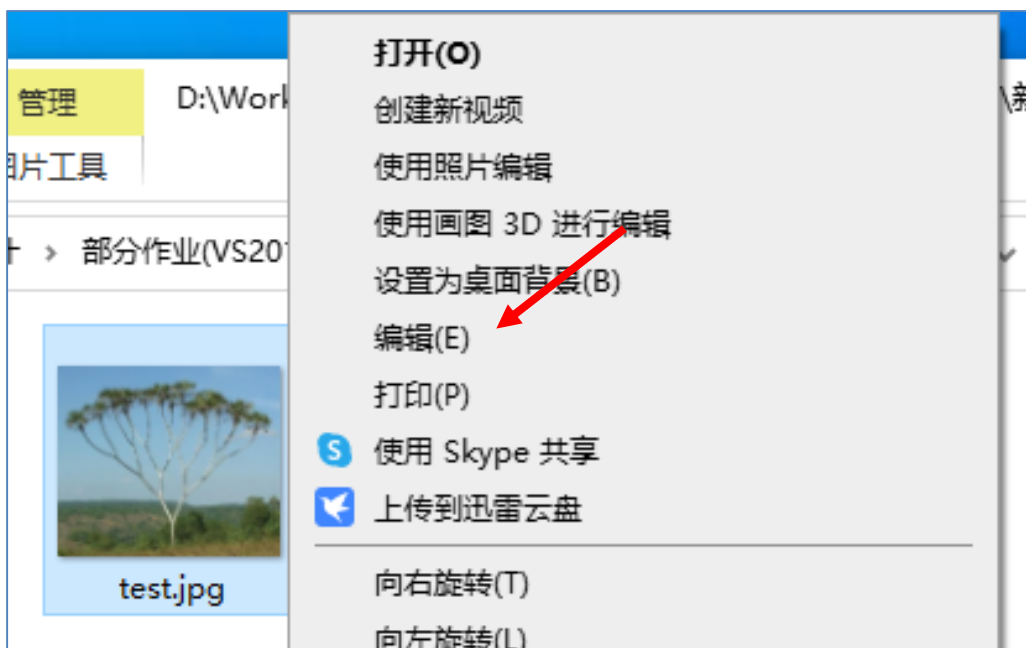 管理
D:\Work
图片工具
部分作业(VS201
test.jpg
打开(O)
创建新视频
使用照片编辑
使用画图 3D 进行编辑
设置为桌面背景(B)
编辑(E)
打印(P)
使用 Skype 共享
上传到迅雷云盘
向右旋转(T)
向左旋转(L)